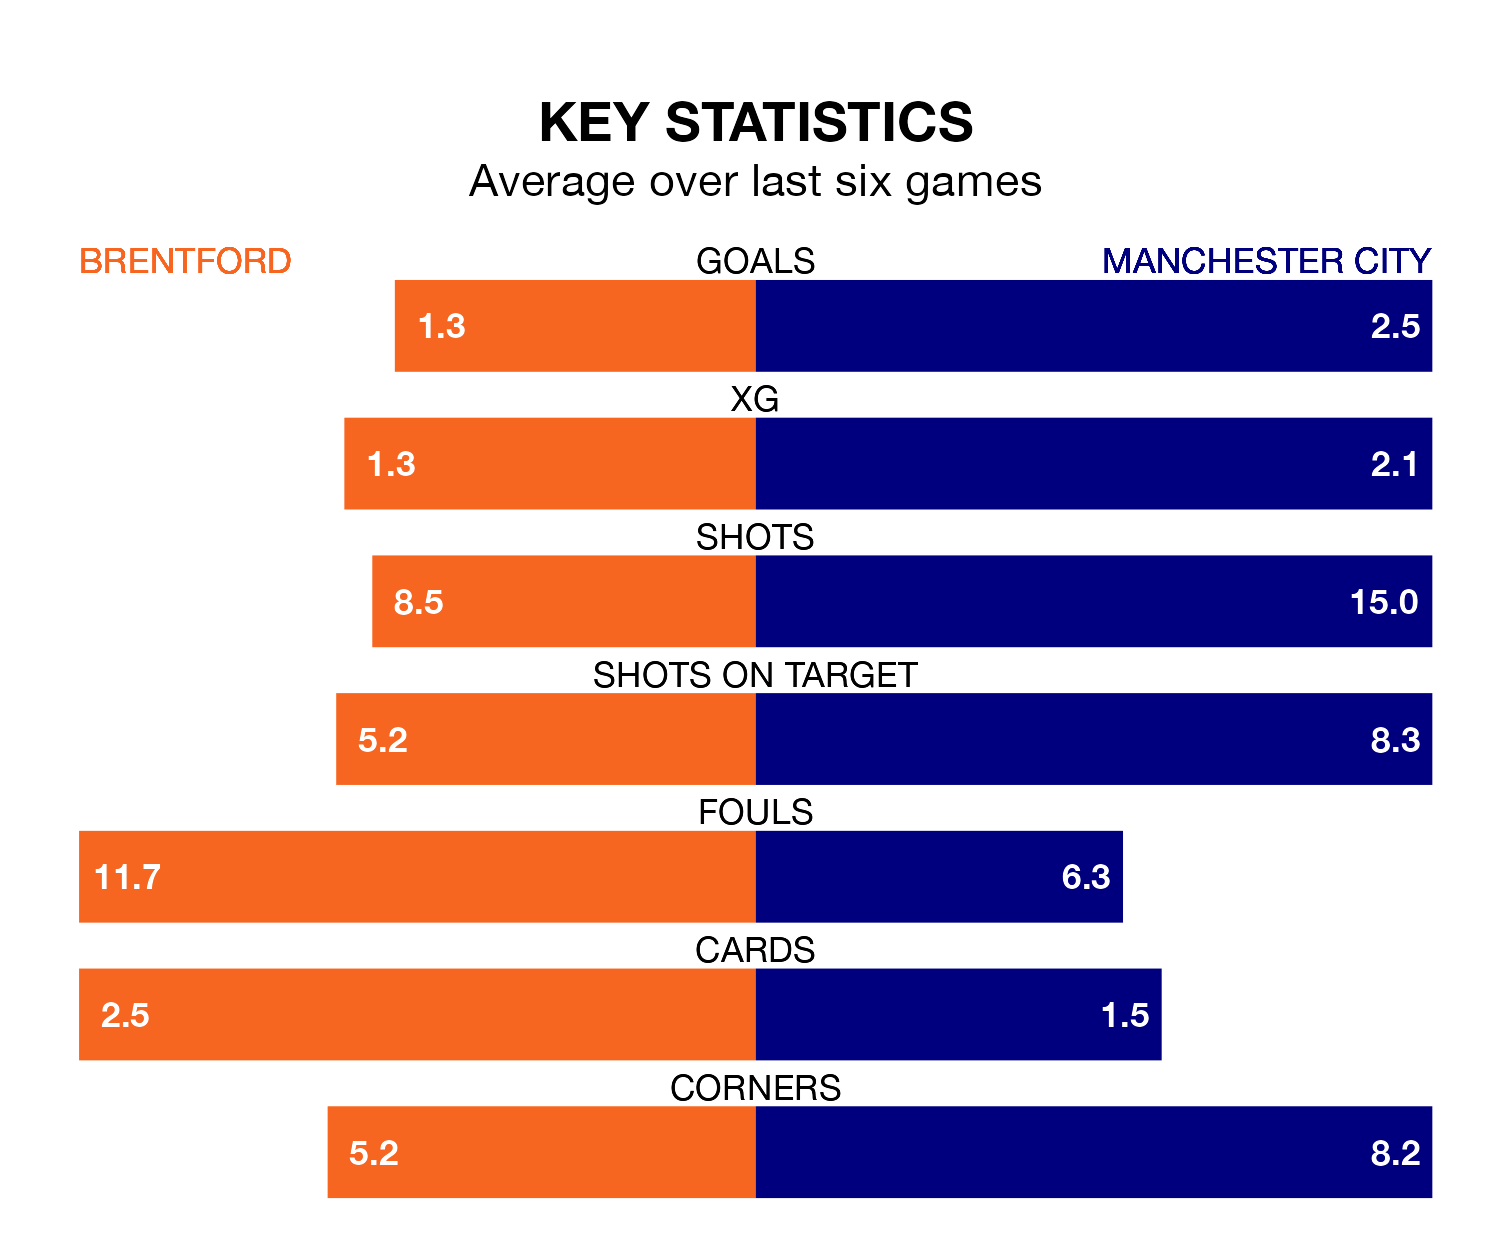 KEY STATISTICS
Average over last six games
BRENTFORD GOALS MANCHESTER CITY
1.3 2.5
XG
1.3 2.1
SHOTS
8.5 15.0
SHOTS ON TARGET
5.2 8.3
FOULS
11.7 6.3
CARDS
2.5 1.5
CORNERS
5.2 8.2